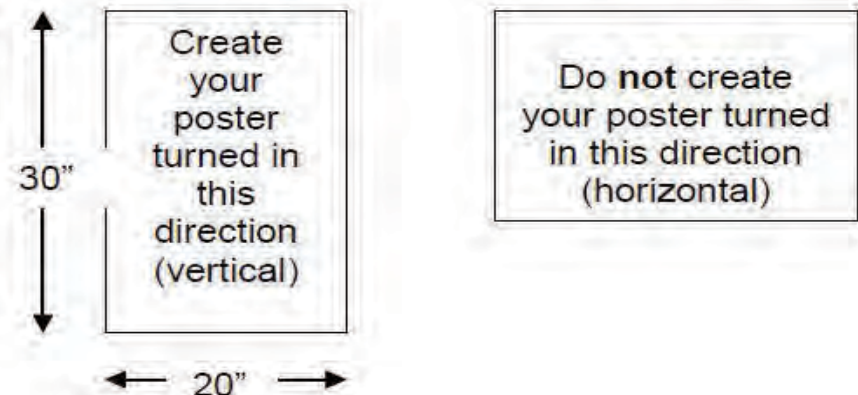 Create
your
poster
turned in
this
direction
(vertical)
30”
20”
Do not create
your poster turned
in this direction
(horizontal)